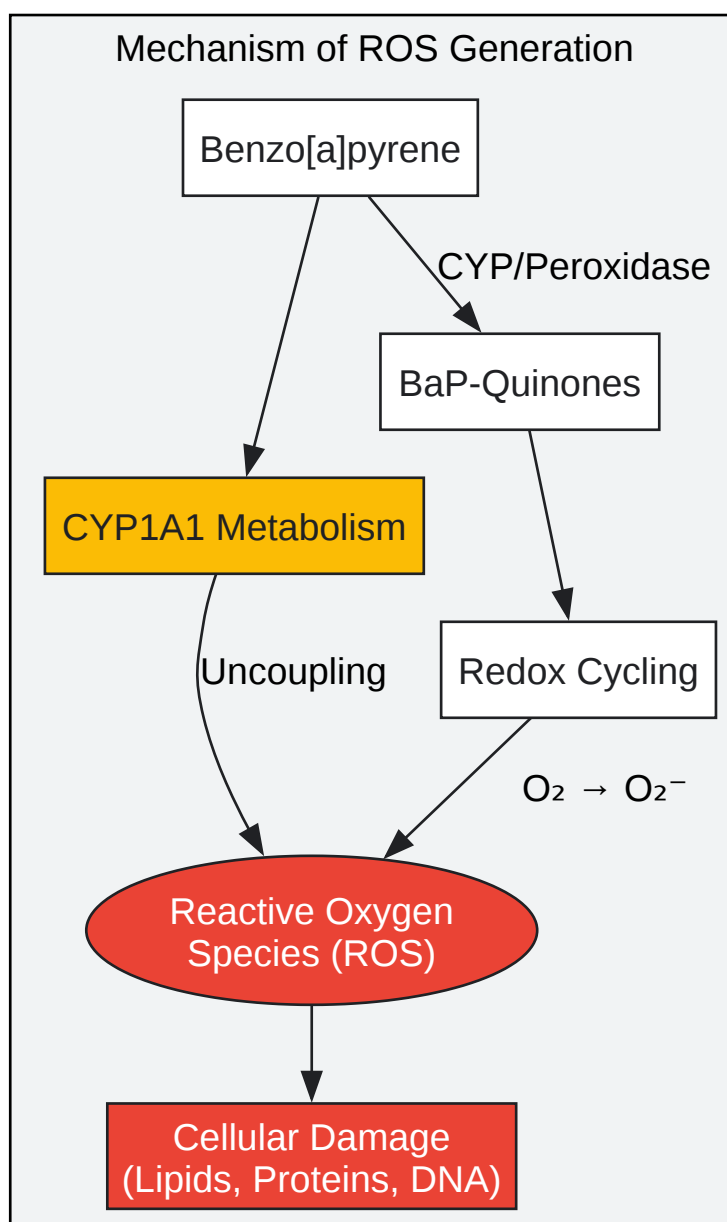 Mechanism of ROS Generation
Benzo[a]pyrene
CYP/Peroxidase
BaP-Quinones
CYP1A1 Metabolism
Uncoupling
Redox Cycling
O₂ → O₂⁻
Reactive Oxygen
Species (ROS)
Cellular Damage
(Lipids, Proteins, DNA)